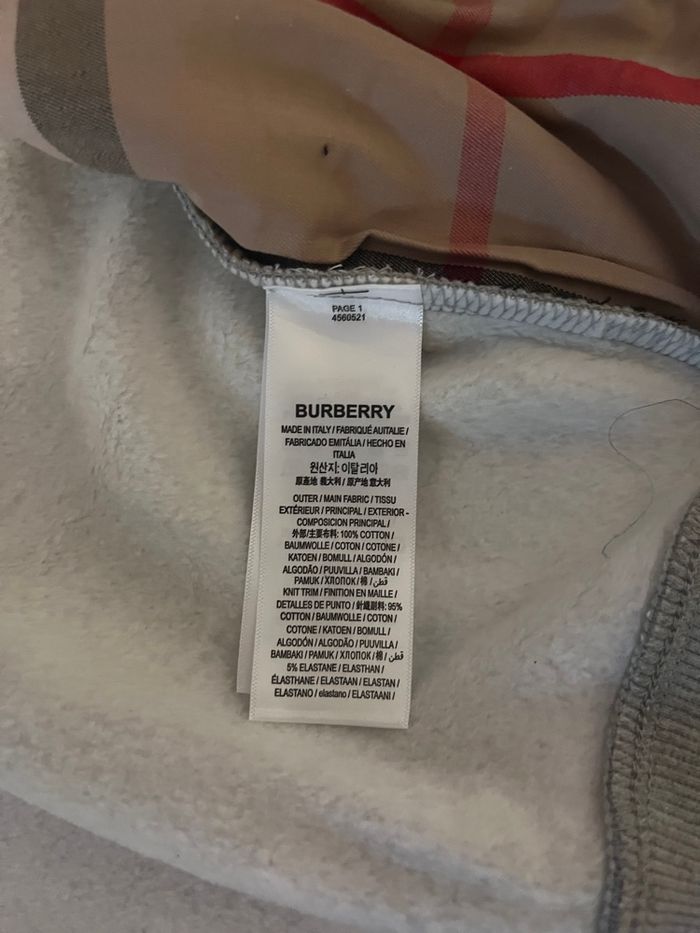 PAGE 1
4560521
BURBERRY
MADE IN ITALY / FABRIQUÉ AUITALIE /
FABRICADO EMITÁLIA / HECHO EN
ITALIA
원산지: 이탈리아
原產地 義大利 / 原产地 意大利
OUTER / MAIN FABRIC / TISSU
EXTÉRIEUR / PRINCIPAL / EXTERIOR -
COMPOSICION PRINCIPAL /
外部/主要布料: 100% COTTON /
BAUMWOLLE / COTON / COTONE /
KATOEN / BOMULL / ALGODÓN /
ALGODÃO / PUUVILLA / BAMBAKI /
PAMUK / ХЛОПОК / 棉 / قطن /
KNIT TRIM / FINITION EN MAILLE /
DETALLES DE PUNTO / 針織副料: 95%
COTTON / BAUMWOLLE / COTON /
COTONE / KATOEN / BOMULL /
ALGODÓN / ALGODÃO / PUUVILLA /
BAMBAKI / PAMUK / ХЛОПОК / 棉 / قطن /
5% ELASTANE / ELASTHAN /
ÉLASTHANE / ELASTAAN / ELASTAN /
ELASTANO / elastano / ELASTAANI /